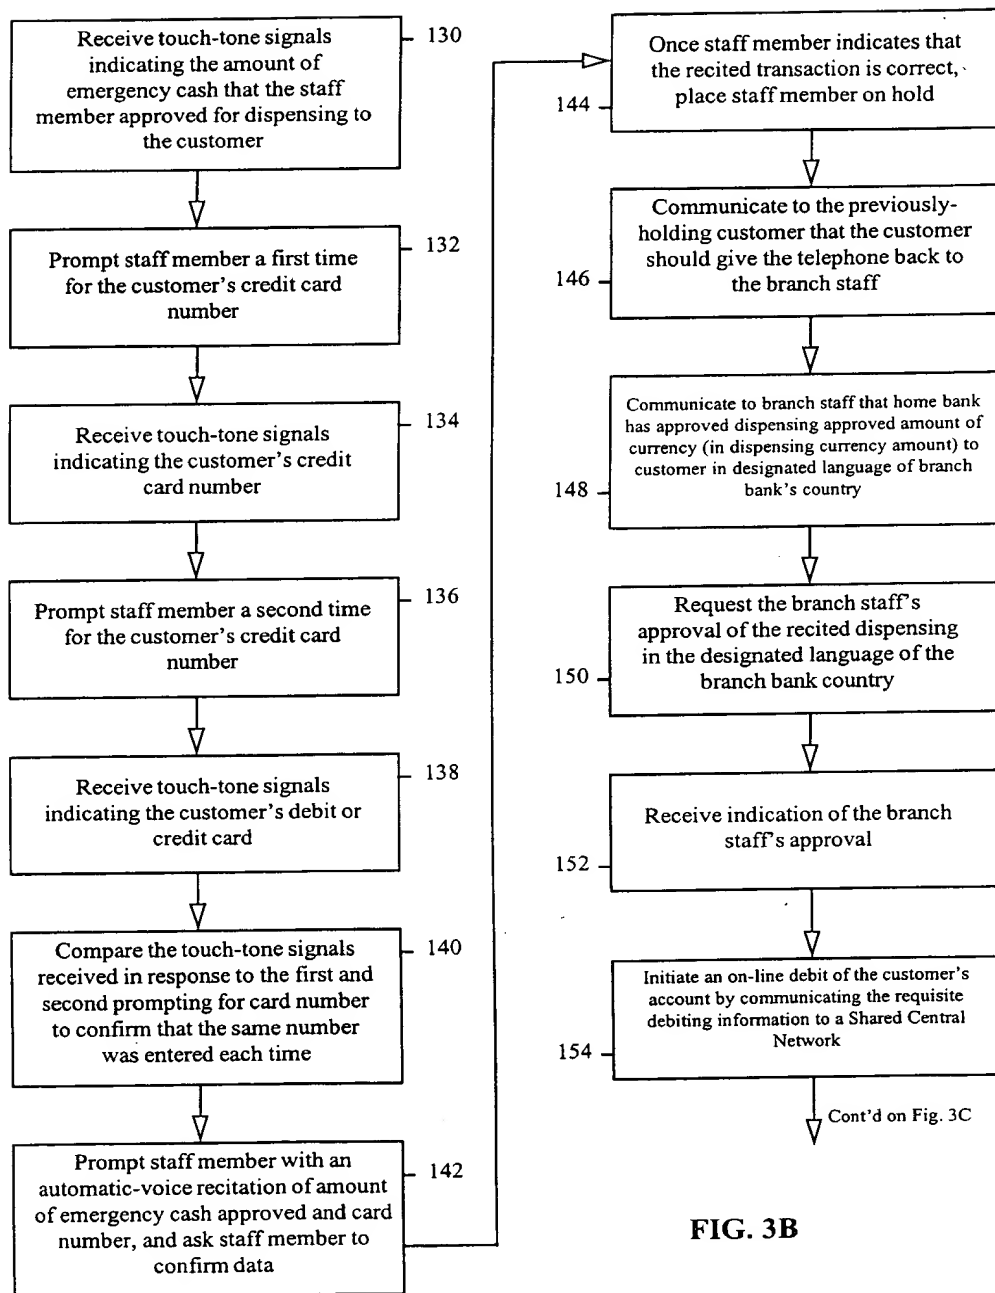 Receive touch-tone signals
indicating the amount of
emergency cash that the staff
member approved for dispensing to
the customer
130
Prompt staff member a first time
for the customer's credit card
number
132
Receive touch-tone signals
indicating the customer's credit
card number
134
Prompt staff member a second time
for the customer's credit card
number
136
Receive touch-tone signals
indicating the customer's debit or
credit card
138
Compare the touch-tone signals
received in response to the first and
second prompting for card number
to confirm that the same number
was entered each time
140
Prompt staff member with an
automatic-voice recitation of amount
of emergency cash approved and card
number, and ask staff member to
confirm data
142
Once staff member indicates that
the recited transaction is correct,
place staff member on hold
144
Communicate to the previously-
holding customer that the customer
should give the telephone back to
the branch staff
146
Communicate to branch staff that home bank
has approved dispensing approved amount of
currency (in dispensing currency amount) to
customer in designated language of branch
bank's country
148
Request the branch staff's
approval of the recited dispensing
in the designated language of the
branch bank country
150
Receive indication of the branch
staff's approval
152
Initiate an on-line debit of the customer's
account by communicating the requisite
debiting information to a Shared Central
Network
154
Cont'd on Fig. 3C
FIG. 3B